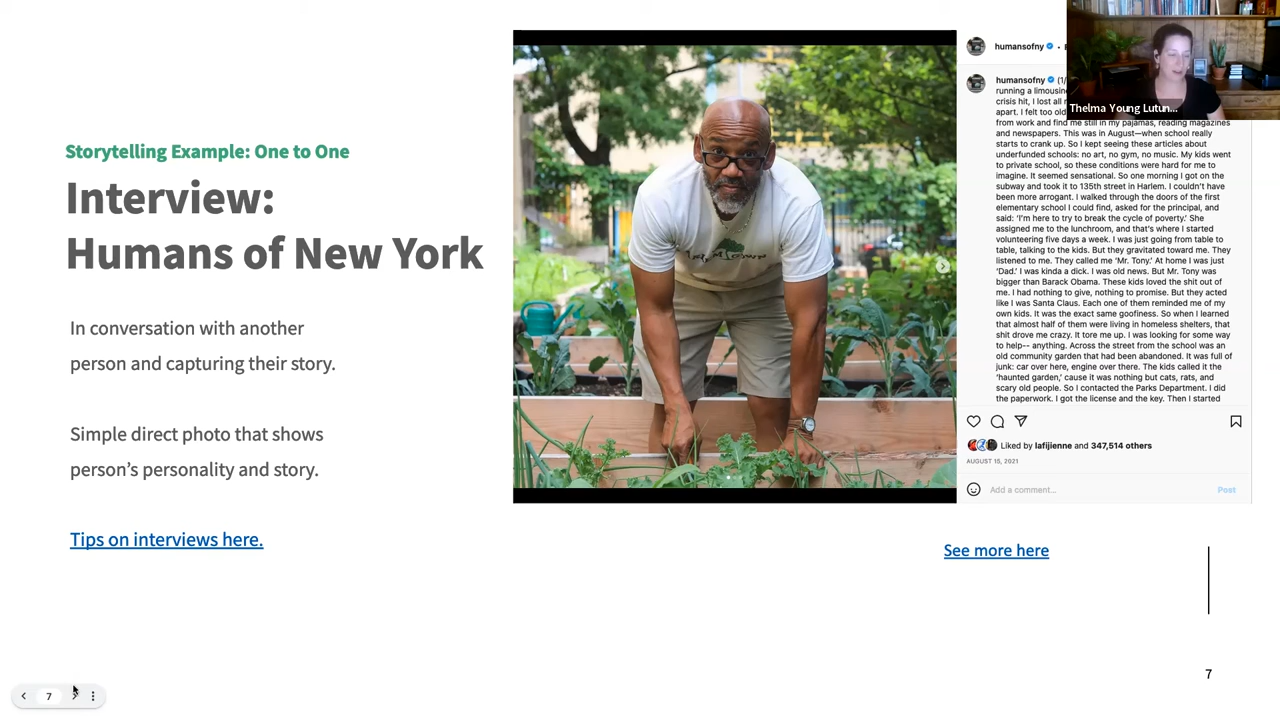 Storytelling Example: One to One
Interview:
Humans of New York
In conversation with another
person and capturing their story.
Simple direct photo that shows
person's personality and story.
Tips on interviews here.
humansofny
humansofny (1/
running a limousin
crisis hit, I lost all
apart. I felt too old
from work and find me still in my pajamas, reading magazines
and newspapers. This was in August—when school really
starts to crank up. So I kept seeing these articles about
underfunded schools: no art, no gym, no music. My kids went
to private school, so these conditions were hard for me to
imagine. It seemed sensational. So one morning I got on the
subway and took it to 135th street in Harlem. I couldn't have
been more arrogant. I walked through the doors of the first
elementary school I could find, asked for the principal, and
said: 'I'm here to try to break the cycle of poverty.' She
assigned me to the lunchroom, and that's where I started
volunteering five days a week. I was just going from table to
table, talking to the kids. But they gravitated toward me. They
listened to me. They called me 'Mr. Tony.' At home I was just
'Dad.' I was kinda a dick. I was old news. But Mr. Tony was
bigger than Barack Obama. These kids loved the shit out of
me. I had nothing to give, nothing to promise. But they acted
like I was Santa Claus. Each one of them reminded me of my
own kids. It was the exact same goofiness. So when I learned
that almost half of them were living in homeless shelters, that
shit drove me crazy. It tore me up. I was looking for some way
to help-- anything. Across the street from the school was an
old community garden that had been abandoned. It was full of
junk: car over here, engine over there. The kids called it the
'haunted garden,' cause it was nothing but cats, rats, and
scary old people. So I contacted the Parks Department. I did
the paperwork. I got the license and the key. Then I started
Liked by lafijienne and 347,514 others
AUGUST 15, 2021
Add a comment... Post
See more here
Thelma Young Lutun...
7
7